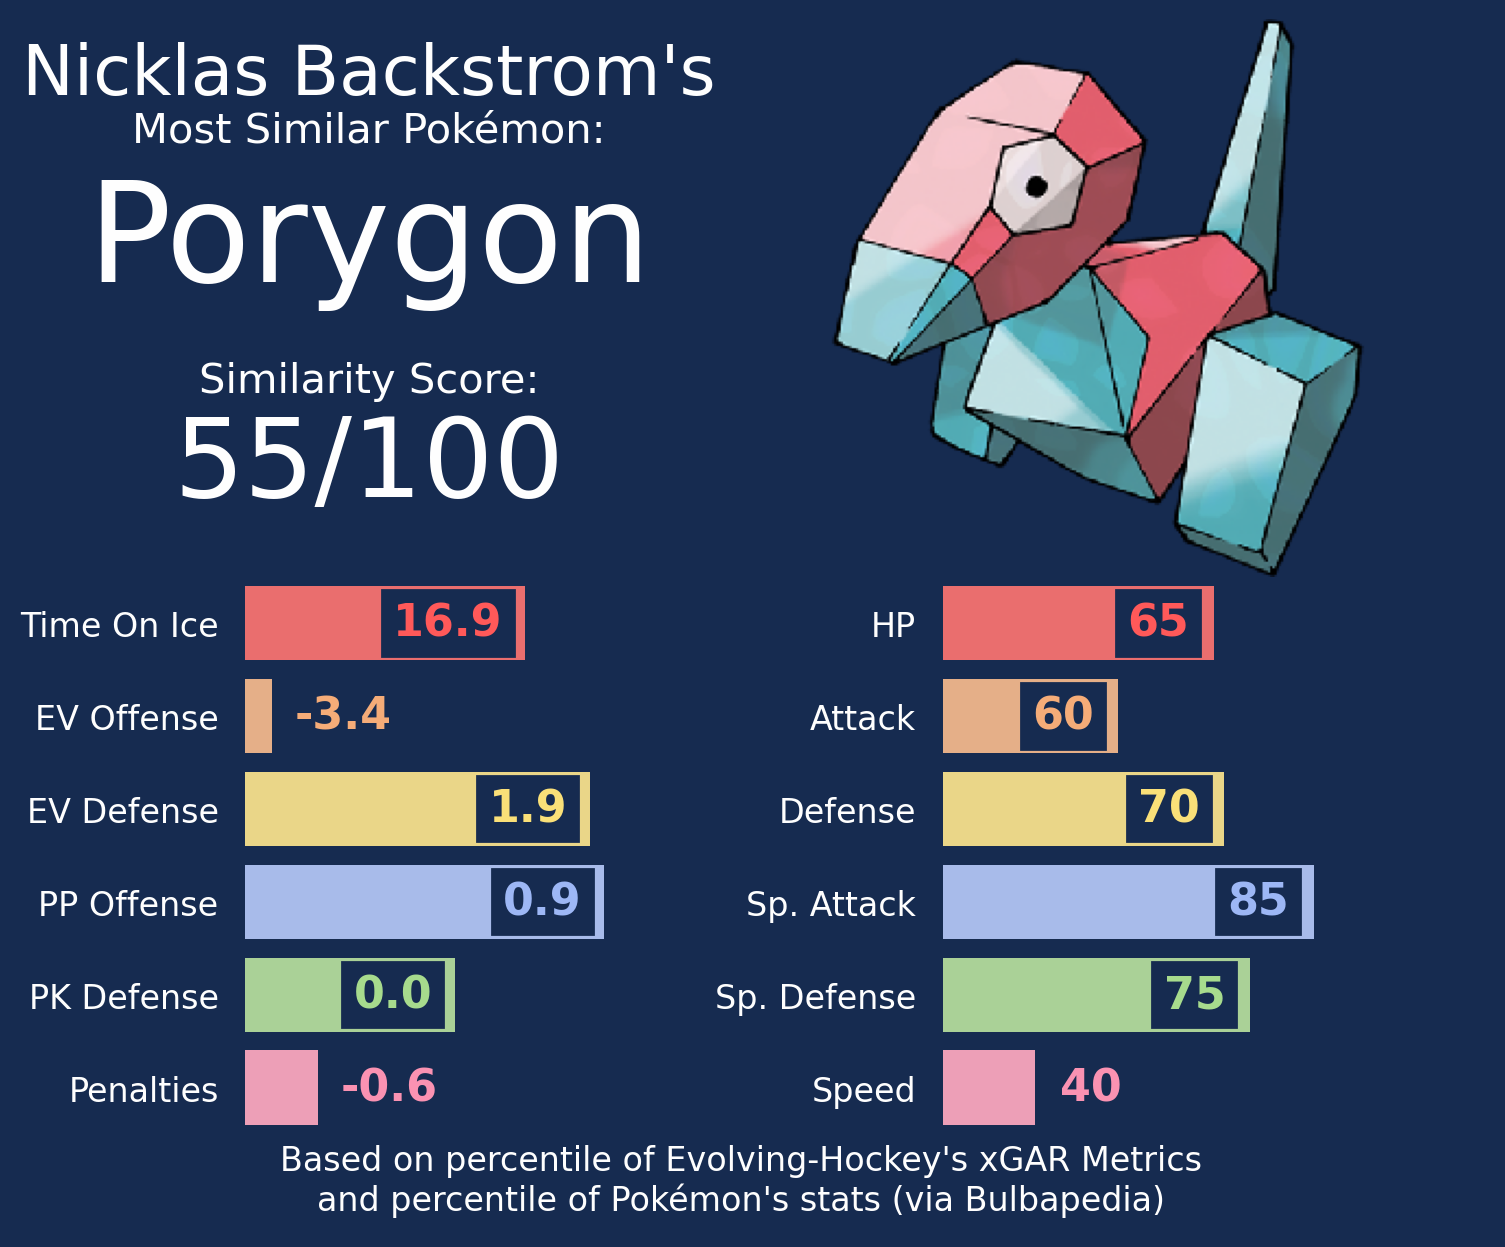 Nicklas Backstrom's
Most Similar Pokémon:
Porygon
Similarity Score:
55/100
Time On Ice 16.9
EV Offense -3.4
EV Defense 1.9
PP Offense 0.9
PK Defense 0.0
Penalties -0.6
HP 65
Attack 60
Defense 70
Sp. Attack 85
Sp. Defense 75
Speed 40
Based on percentile of Evolving-Hockey's xGAR Metrics
and percentile of Pokémon's stats (via Bulbapedia)